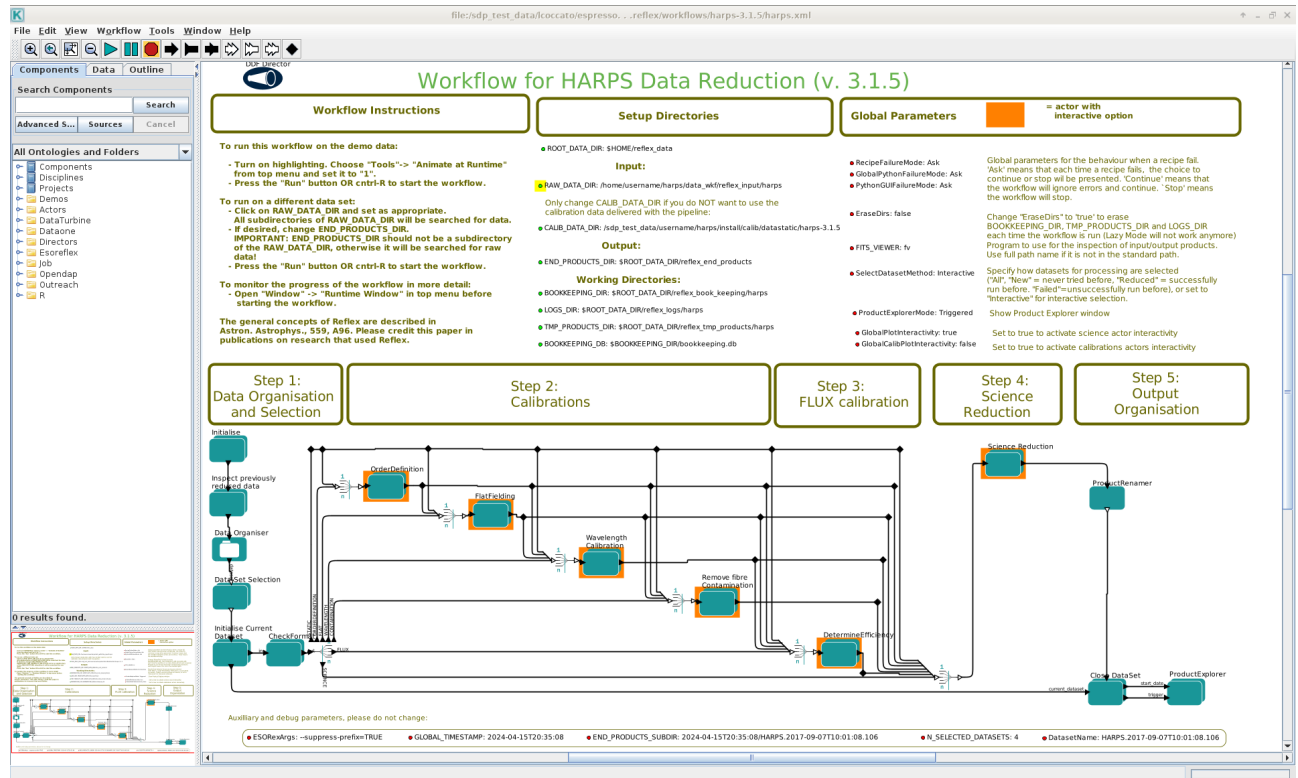 file:/sdp_test_data/lcoccato/espresso. . .reflex/workflows/harps-3.1.5/harps.xml
File Edit View Workflow Tools Window Help
Components Data Outline
Search Components
Search
Advanced S... Sources Cancel
All Ontologies and Folders
Components
Disciplines
Projects
Demos
Actors
DataTurbine
Dataone
Directors
Esoreflex
Job
Opendap
Outreach
R
0 results found.
DDF Director
Workflow for HARPS Data Reduction (v. 3.1.5)
Workflow Instructions
To run this workflow on the demo data:
- Turn on highlighting. Choose "Tools"-> "Animate at Runtime"
from top menu and set it to "1".
- Press the "Run" button OR cntrl-R to start the workflow.
To run on a different data set:
- Click on RAW_DATA_DIR and set as appropriate.
All subdirectories of RAW_DATA_DIR will be searched for data.
- If desired, change END_PRODUCTS_DIR.
IMPORTANT: END_PRODUCTS_DIR should not be a subdirectory
of the RAW_DATA_DIR, otherwise it will be searched for raw
data!
- Press the "Run" button OR cntrl-R to start the workflow.
To monitor the progress of the workflow in more detail:
- Open "Window" -> "Runtime Window" in top menu before
starting the workflow.
The general concepts of Reflex are described in
Astron. Astrophys., 559, A96. Please credit this paper in
publications on research that used Reflex.
Setup Directories
ROOT_DATA_DIR: $HOME/reflex_data
Input:
RAW_DATA_DIR: /home/username/harps/data_wkf/reflex_input/harps
Only change CALIB_DATA_DIR if you do NOT want to use the
calibration data delivered with the pipeline:
CALIB_DATA_DIR: /sdp_test_data/username/harps/install/calib/datastatic/harps-3.1.5
Output:
END_PRODUCTS_DIR: $ROOT_DATA_DIR/reflex_end_products
Working Directories:
BOOKKEEPING_DIR: $ROOT_DATA_DIR/reflex_book_keeping/harps
LOGS_DIR: $ROOT_DATA_DIR/reflex_logs/harps
TMP_PRODUCTS_DIR: $ROOT_DATA_DIR/reflex_tmp_products/harps
BOOKKEEPING_DB: $BOOKKEEPING_DIR/bookkeeping.db
Global Parameters
= actor with
interactive option
RecipeFailureMode: Ask
GlobalPythonFailureMode: Ask
PythonGUIFailureMode: Ask
Global parameters for the behaviour when a recipe fail.
'Ask' means that each time a recipe fails, the choice to
continue or stop wil be presented. 'Continue' means that
the workflow will ignore errors and continue. `Stop' means
the workflow will stop.
EraseDirs: false
Change "EraseDirs" to 'true' to erase
BOOKKEEPING_DIR, TMP_PRODUCTS_DIR and LOGS_DIR
each time the workflow is run (Lazy Mode will not work anymore)
FITS_VIEWER: fv
Program to use for the inspection of input/output products.
Use full path name if it is not in the standard path.
SelectDatasetMethod: Interactive
Specify how datasets for processing are selected
("All", "New" = never tried before, "Reduced" = successfully
run before. "Failed"=unsuccessfully run before), or set to
"Interactive" for interactive selection.
ProductExplorerMode: Triggered
Show Product Explorer window
GlobalPlotInteractivity: true
Set to true to activate science actor interactivity
GlobalCalibPlotInteractivity: false
Set to true to activate calibrations actors interactivity
Step 1:
Data Organisation
and Selection
Step 2:
Calibrations
Step 3:
FLUX calibration
Step 4:
Science
Reduction
Step 5:
Output
Organisation
Initialise
Inspect previously
reduced data
Data Organiser
DataSet Selection
Initialise Current
Dataset
CheckForm
FLUX
OrderDefinition
FlatFielding
Wavelength
Calibration
Remove fibre
Contamination
DetermineEfficiency
Science Reduction
ProductRenamer
Close DataSet
ProductExplorer
current_dataset
start_date
trigger
Auxilliary and debug parameters, please do not change:
ESORexArgs: --suppress-prefix=TRUE
GLOBAL_TIMESTAMP: 2024-04-15T20:35:08
END_PRODUCTS_SUBDIR: 2024-04-15T20:35:08/HARPS.2017-09-07T10:01:08.106
N_SELECTED_DATASETS: 4
DatasetName: HARPS.2017-09-07T10:01:08.106